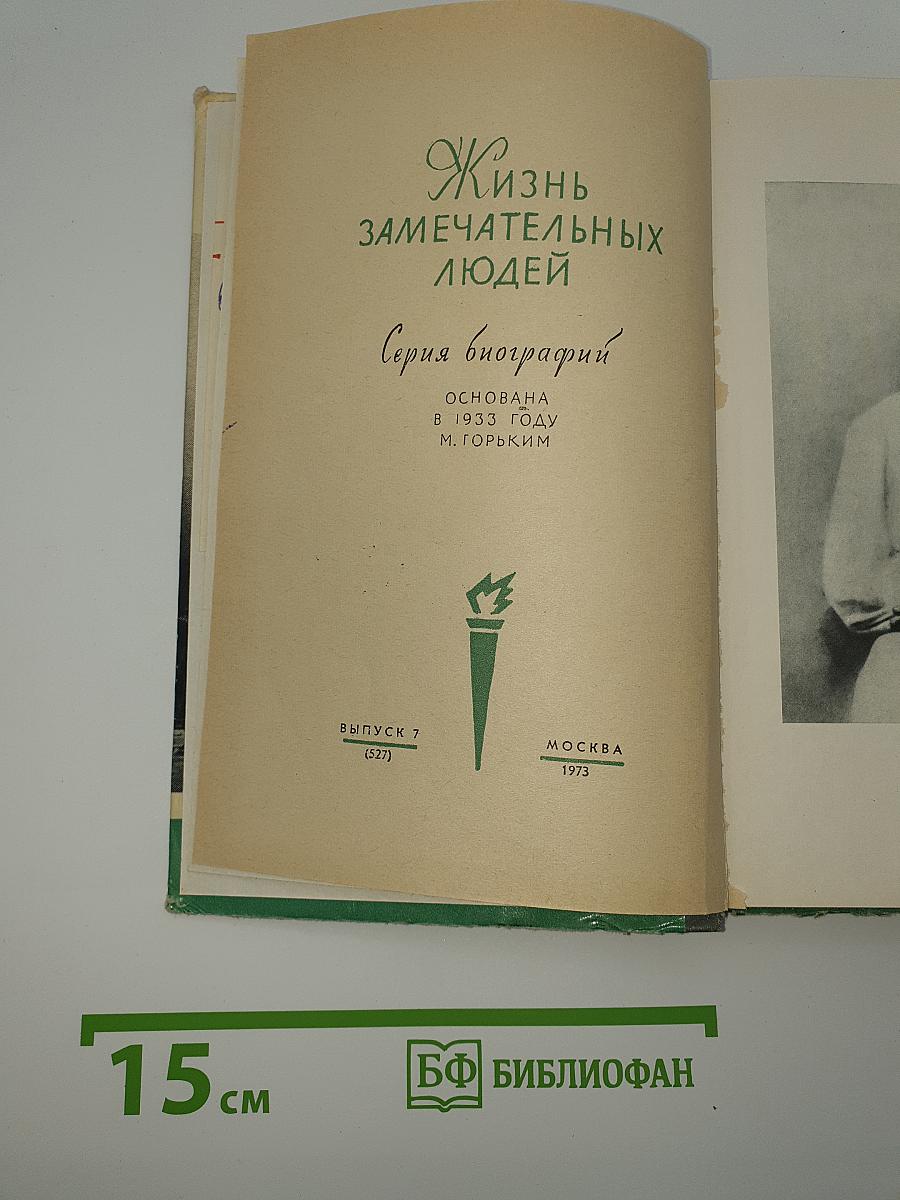 Жизнь
ЗАМЕЧАТЕЛЬНЫХ
ЛЮДЕЙ
Серия биографий
ОСНОВАНА
В 1933 ГОДУ
М. ГОРЬКИМ
ВЫПУСК 7
(527)
МОСКВА
1973
15 см
БФ БИБЛИОФАН